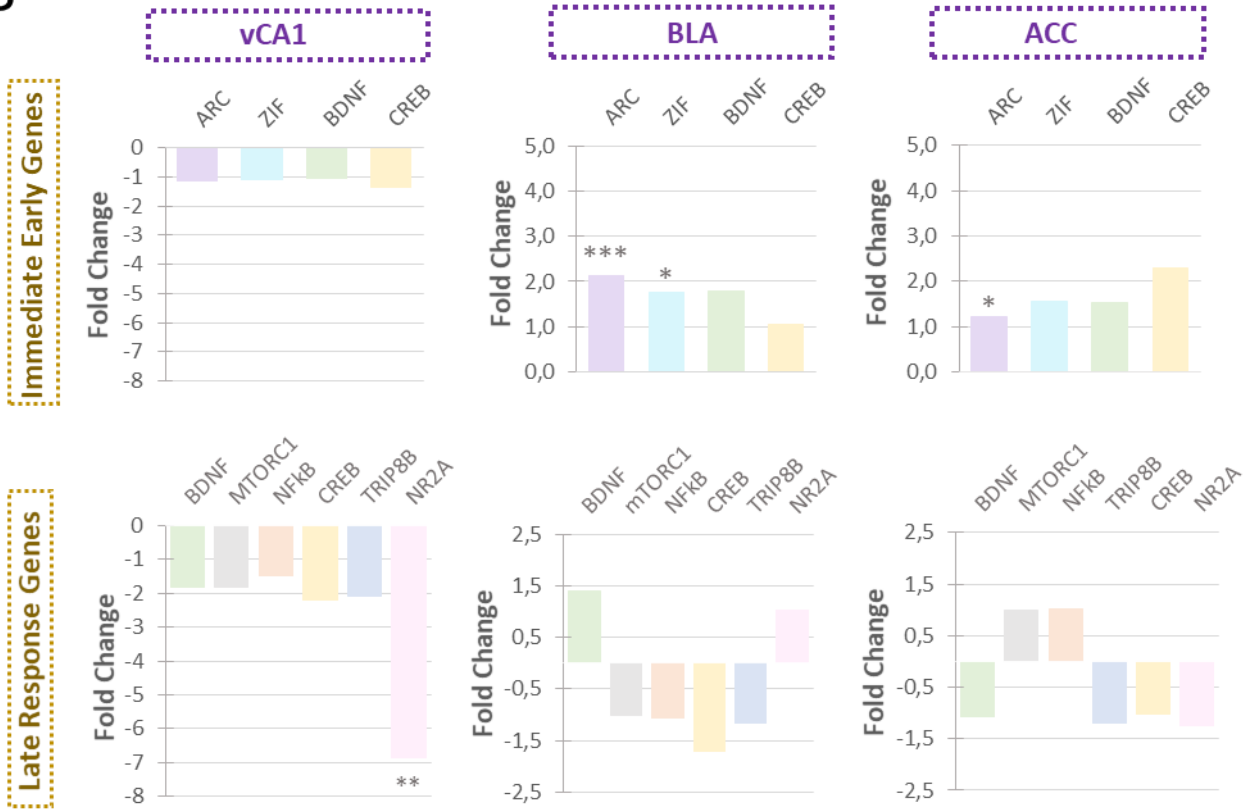 vCA1
BLA
ACC
Immediate Early Genes
ARC ZIF BDNF CREB
Fold Change
0
-1
-2
-3
-4
-5
-6
-7
-8
ARC ZIF BDNF CREB
Fold Change
5,0
4,0
3,0
2,0
1,0
0,0
***
*
ARC ZIF BDNF CREB
Fold Change
5,0
4,0
3,0
2,0
1,0
0,0
*
Late Response Genes
BDNF MTORC1 NFkB CREB TRIP8B NR2A
Fold Change
0
-1
-2
-3
-4
-5
-6
-7
-8
**
BDNF mTORC1 NFkB CREB TRIP8B NR2A
Fold Change
2,5
1,5
0,5
-0,5
-1,5
-2,5
BDNF MTORC1 NFkB TRIP8B CREB NR2A
Fold Change
2,5
1,5
0,5
-0,5
-1,5
-2,5